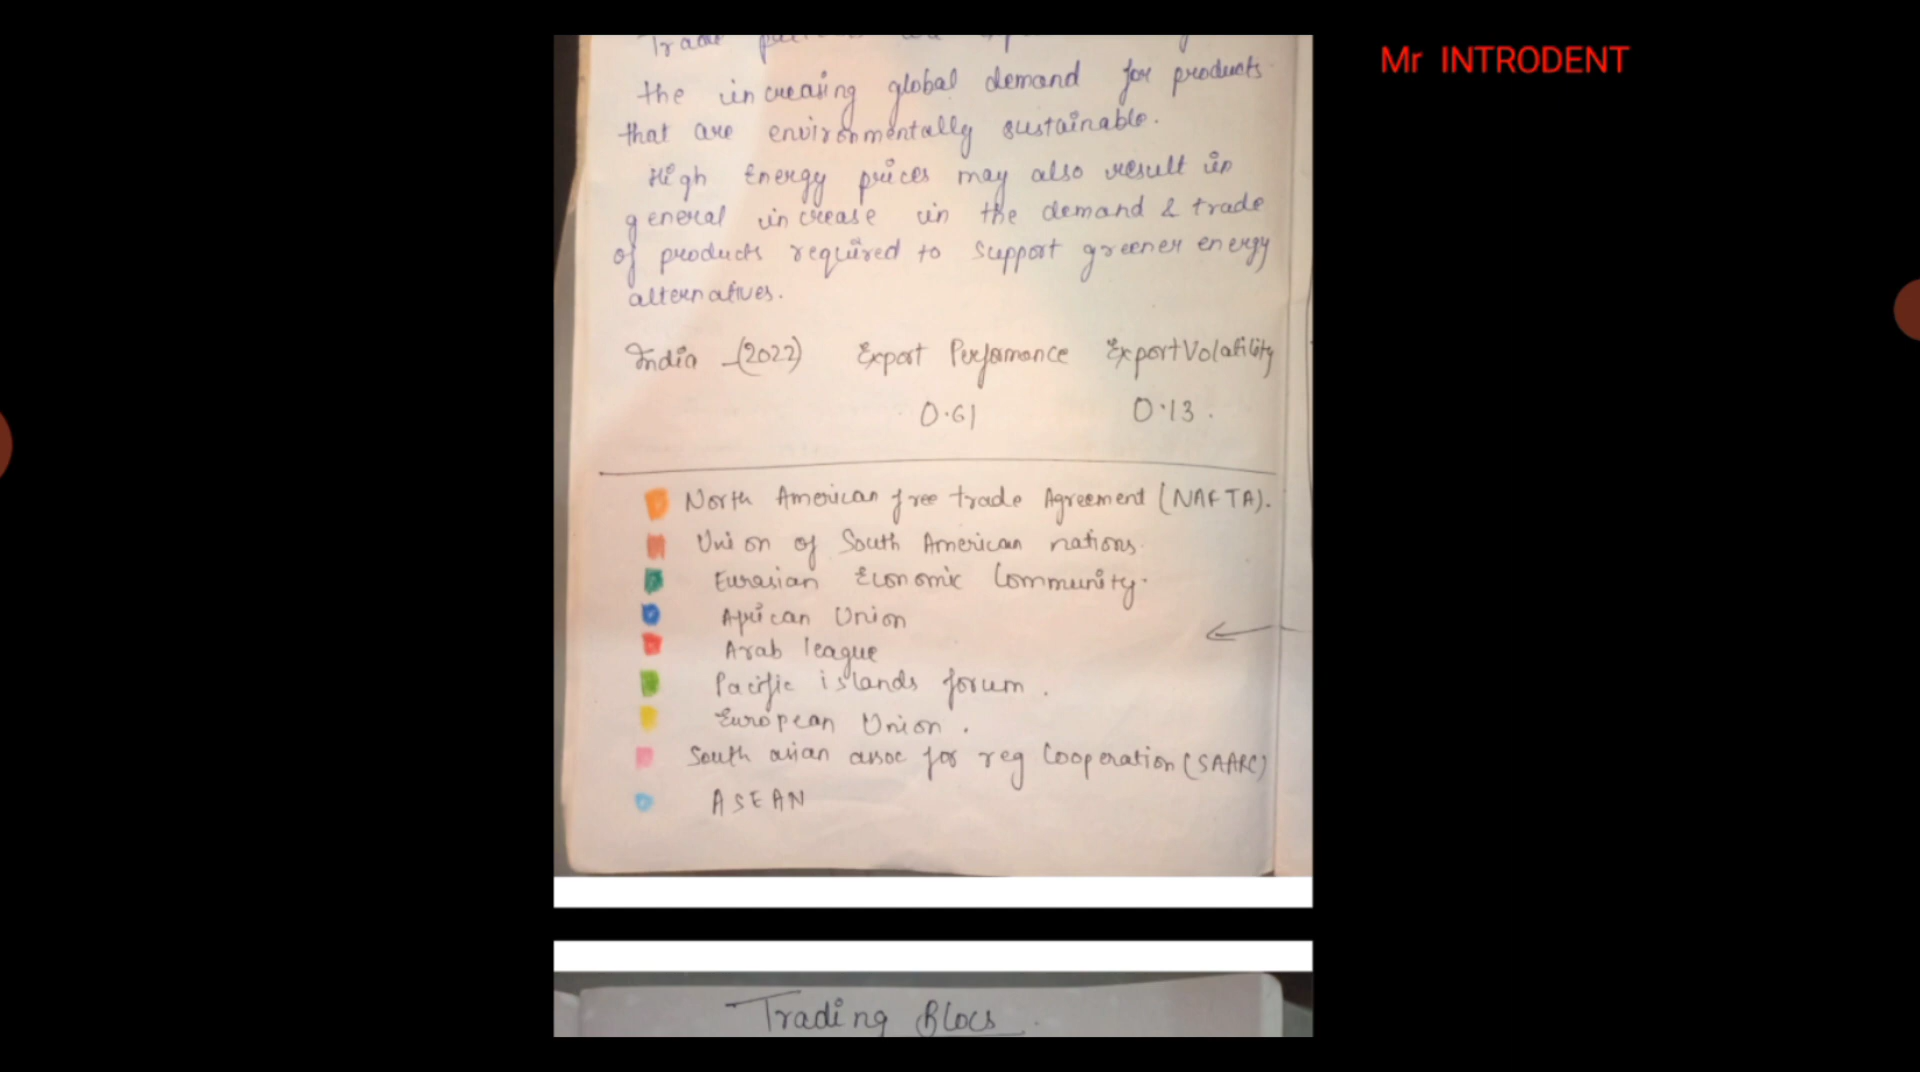 Mr INTRODENT
Trade
the increasing global demand for products
that are environmentally sustainable.
High Energy prices may also result in
general increase in the demand & trade
of products required to support greener energy
alternatives.
India -(2022) Export Performance Export Volatility
0.61 0.13.
North American free trade Agreement (NAFTA).
Union of South American nations.
Eurasian Economic Community.
African Union
Arab league
Pacific islands forum.
European Union.
South asian assoc for reg Cooperation (SAARC)
ASEAN
Trading Blocs.